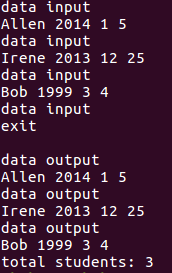 data input
Allen 2014 1 5
data input
Irene 2013 12 25
data input
Bob 1999 3 4
data input
exit

data output
Allen 2014 1 5
data output
Irene 2013 12 25
data output
Bob 1999 3 4
total students: 3